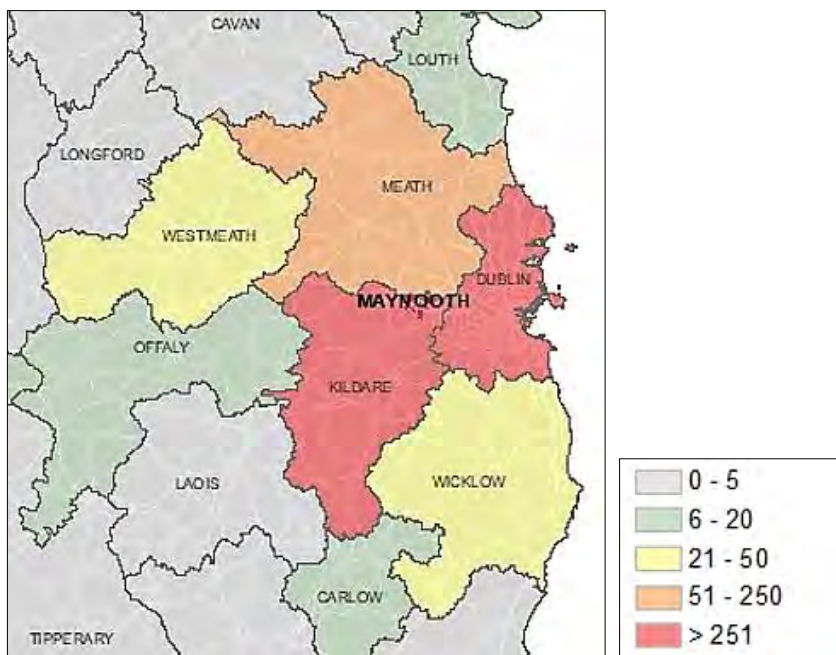 CAVAN
LOUTH
LONGFORD
MEATH
WESTMEATH
DUBLIN
MAYNOOTH
OFFALY
KILDARE
LAOIS
WICKLOW
CARLOW
TIPPERARY
0 - 5
6 - 20
21 - 50
51 - 250
> 251